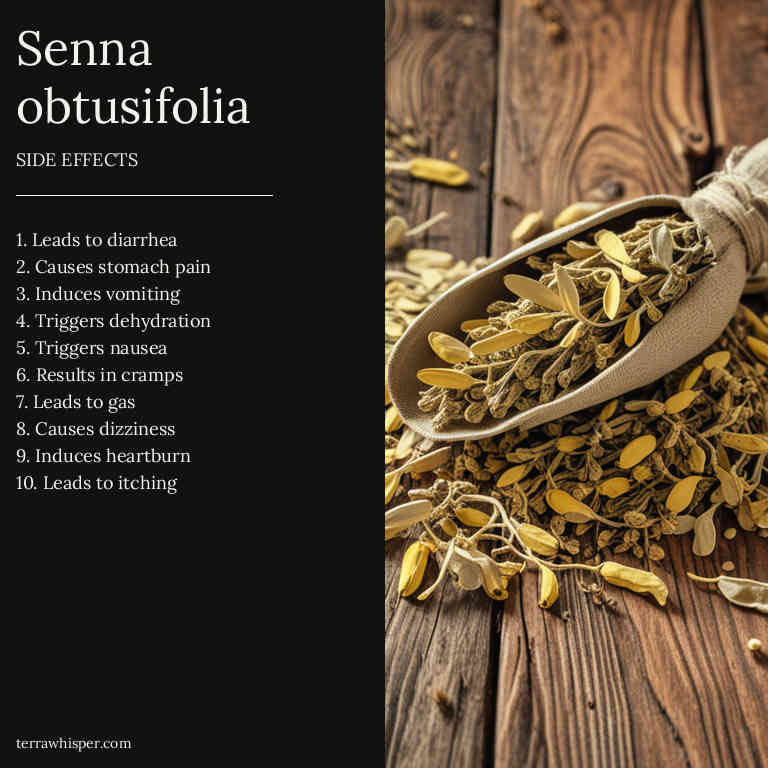 Senna
obtusifolia
SIDE EFFECTS
1. Leads to diarrhea
2. Causes stomach pain
3. Induces vomiting
4. Triggers dehydration
5. Triggers nausea
6. Results in cramps
7. Leads to gas
8. Causes dizziness
9. Induces heartburn
10. Leads to itching
terrawhisper.com